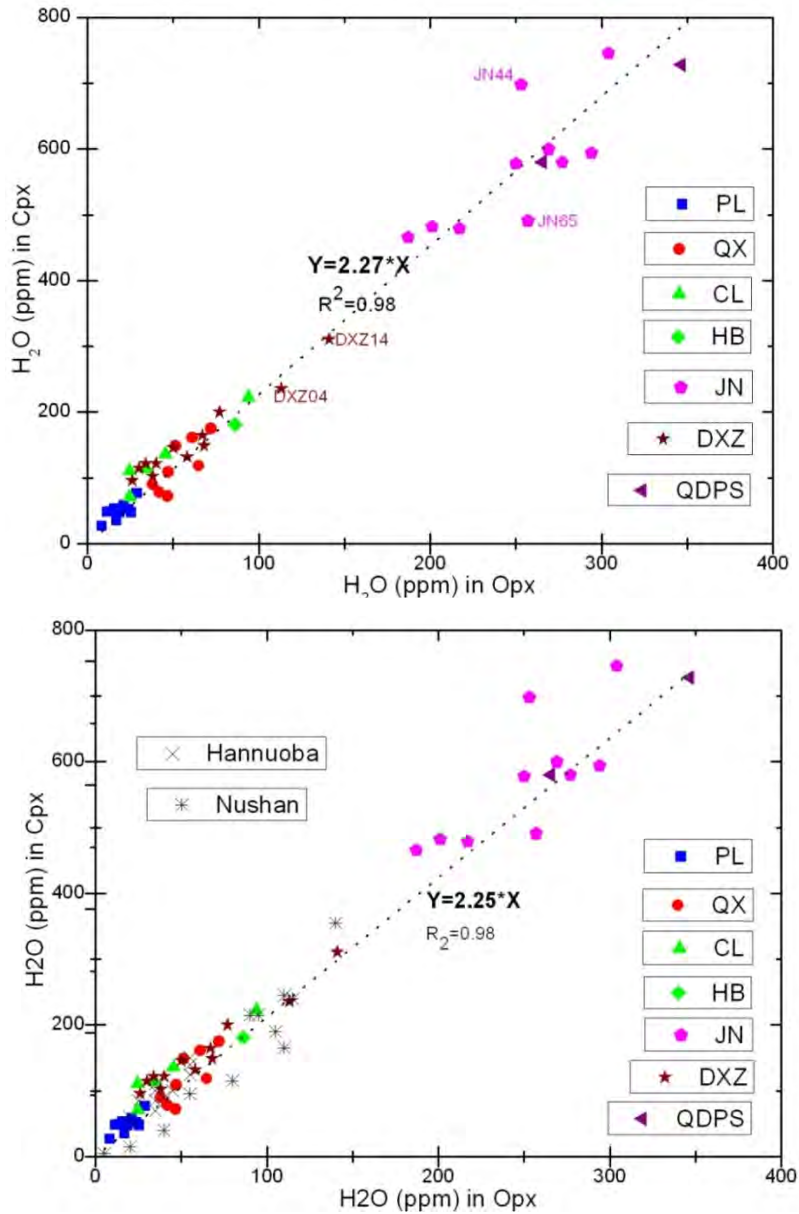 800
600
400
200
0
H₂O (ppm) in Cpx
JN44
JN65
Y=2.27*X
R²=0.98
DXZ14
DXZ04
PL
QX
CL
HB
JN
DXZ
QDPS
0 100 200 300 400
H₂O (ppm) in Opx
800
600
400
200
0
H2O (ppm) in Cpx
Hannuoba
Nushan
Y=2.25*X
R₂=0.98
PL
QX
CL
HB
JN
DXZ
QDPS
0 100 200 300 400
H2O (ppm) in Opx